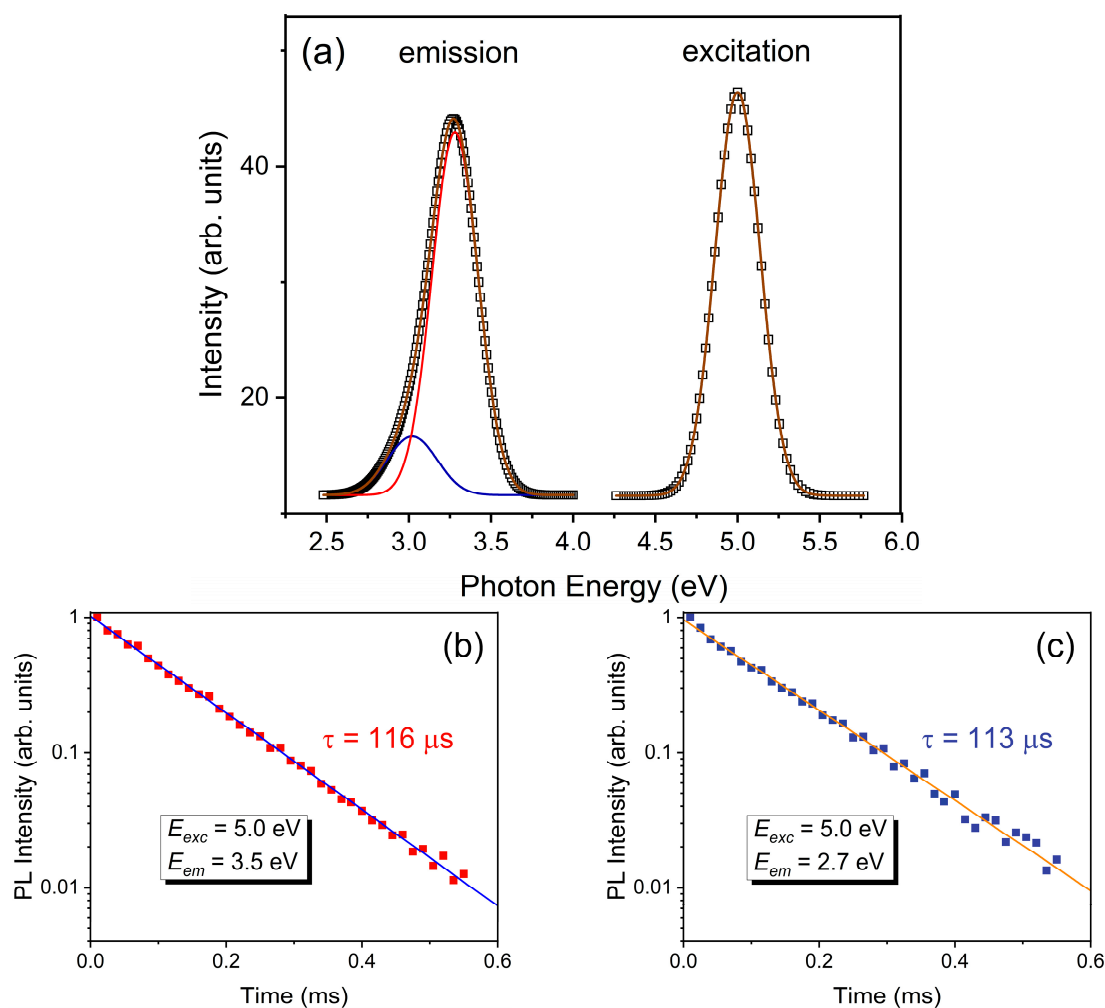 (a)
emission
excitation
Intensity (arb. units)
40
20
2.5 3.0 3.5 4.0 4.5 5.0 5.5 6.0
Photon Energy (eV)
(b)
PL Intensity (arb. units)
1
0.1
0.01
τ = 116 μs
E_exc = 5.0 eV
E_em = 3.5 eV
0.0 0.2 0.4 0.6
Time (ms)
(c)
PL Intensity (arb. units)
1
0.1
0.01
τ = 113 μs
E_exc = 5.0 eV
E_em = 2.7 eV
0.0 0.2 0.4 0.6
Time (ms)